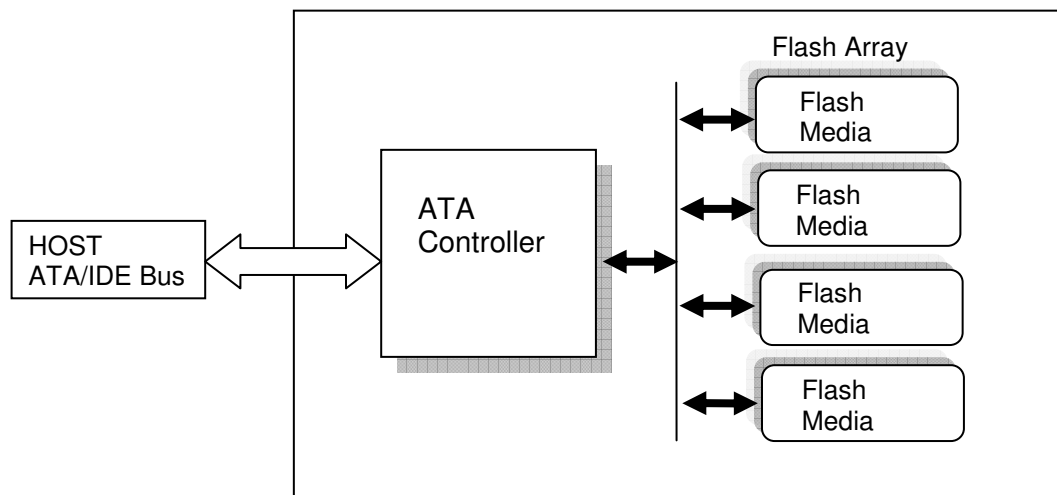 Flash Array
Flash
Media
Flash
Media
ATA
Controller
HOST
ATA/IDE Bus
Flash
Media
Flash
Media